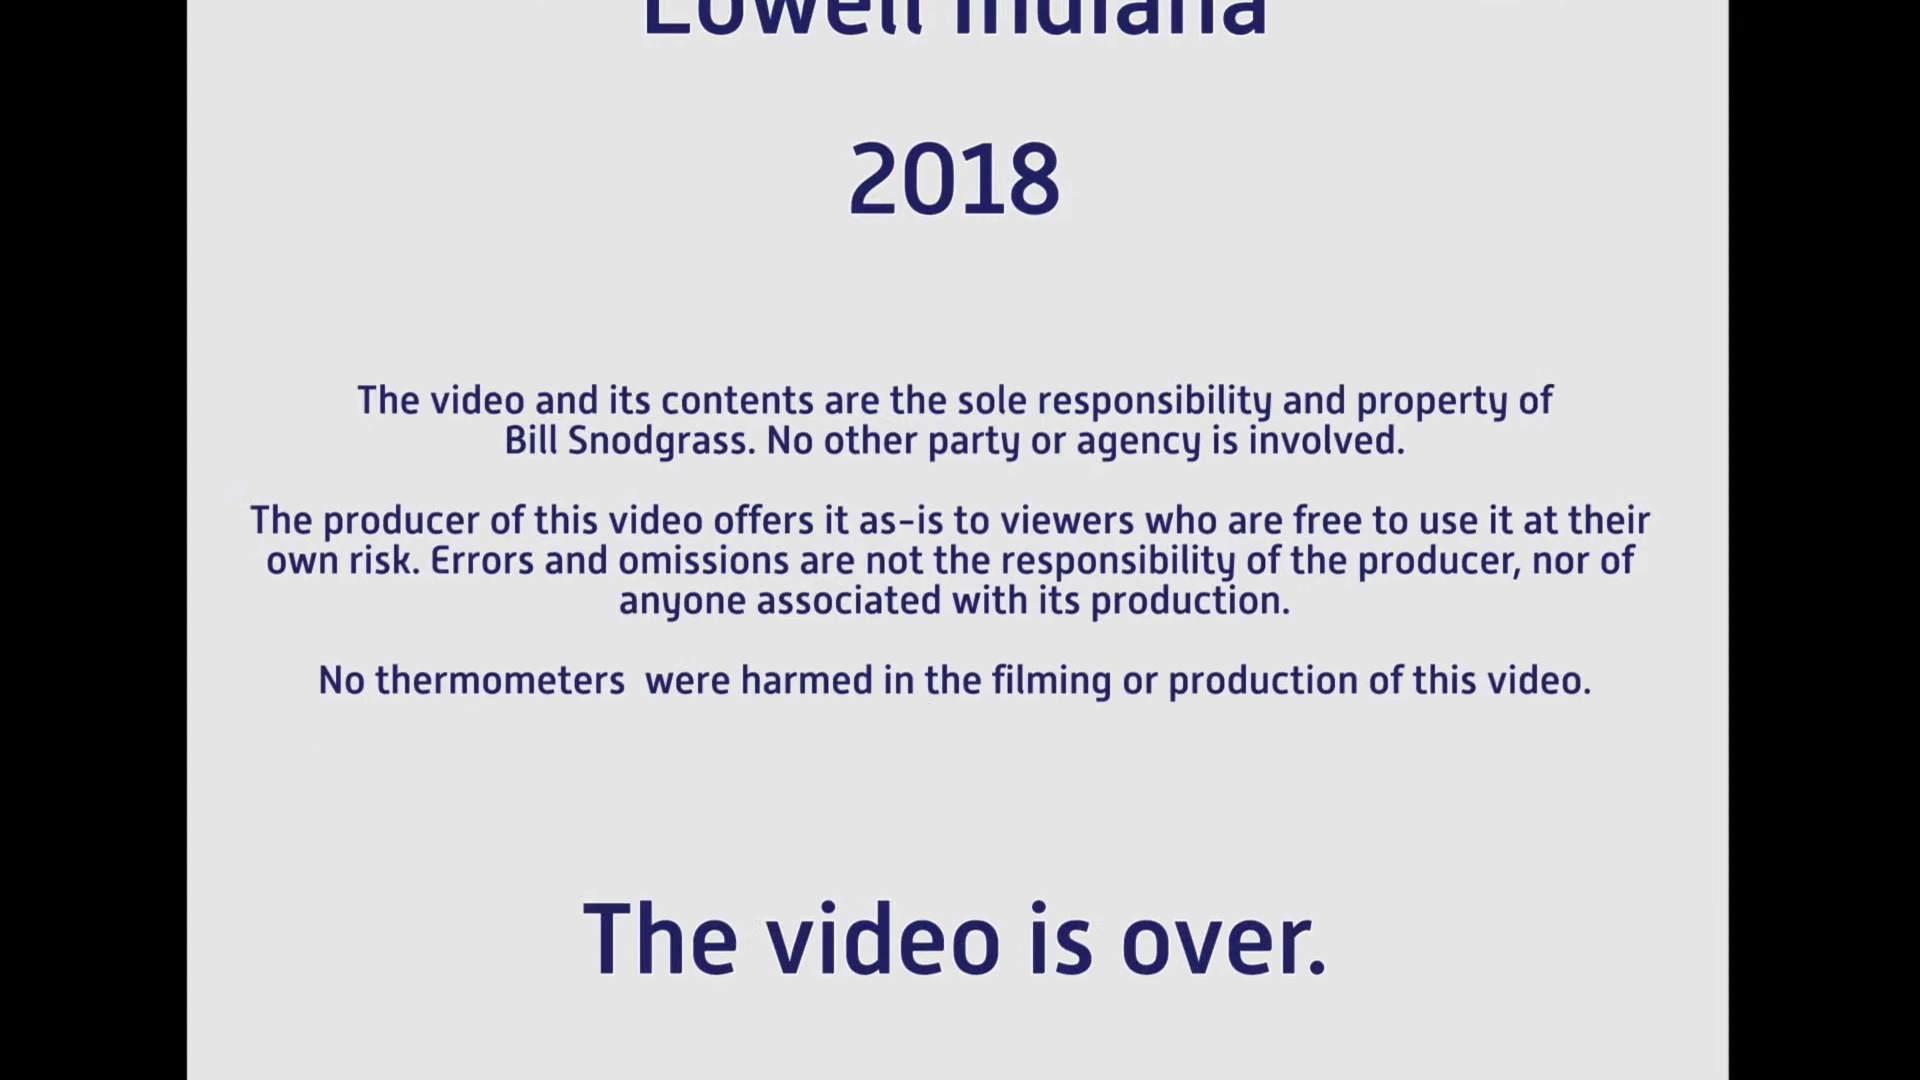 Lowell Indiana
2018
The video and its contents are the sole responsibility and property of
Bill Snodgrass. No other party or agency is involved.
The producer of this video offers it as-is to viewers who are free to use it at their
own risk. Errors and omissions are not the responsibility of the producer, nor of
anyone associated with its production.
No thermometers  were harmed in the filming or production of this video.
The video is over.